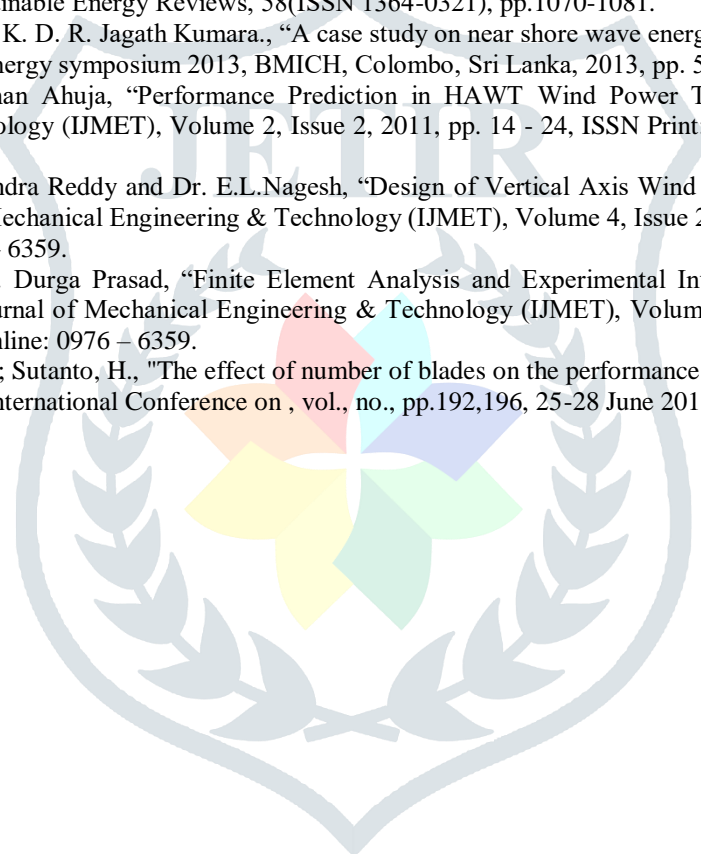 ainable Energy Reviews, 58(ISSN 1364-0321), pp.1070-1081.
K. D. R. Jagath Kumara., “A case study on near shore wave energ
nergy symposium 2013, BMICH, Colombo, Sri Lanka, 2013, pp. 5
nan Ahuja, “Performance Prediction in HAWT Wind Power T
ology (IJMET), Volume 2, Issue 2, 2011, pp. 14 - 24, ISSN Print:
JETIR
ndra Reddy and Dr. E.L.Nagesh, “Design of Vertical Axis Wind
Mechanical Engineering & Technology (IJMET), Volume 4, Issue 2
– 6359.
. Durga Prasad, “Finite Element Analysis and Experimental Inv
urnal of Mechanical Engineering & Technology (IJMET), Volum
nline: 0976 – 6359.
; Sutanto, H., "The effect of number of blades on the performance
nternational Conference on , vol., no., pp.192,196, 25-28 June 201